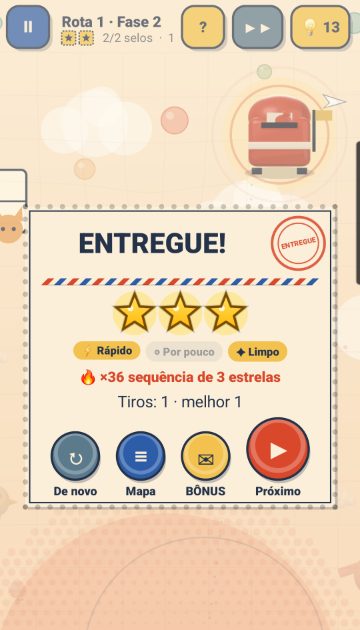 Rota 1 · Fase 2
2/2 selos · 1
?
13
ENTREGUE!
ENTREGUE
Rápido
Por pouco
Limpo
×36 sequência de 3 estrelas
Tiros: 1 · melhor 1
De novo
Mapa
BÔNUS
Próximo